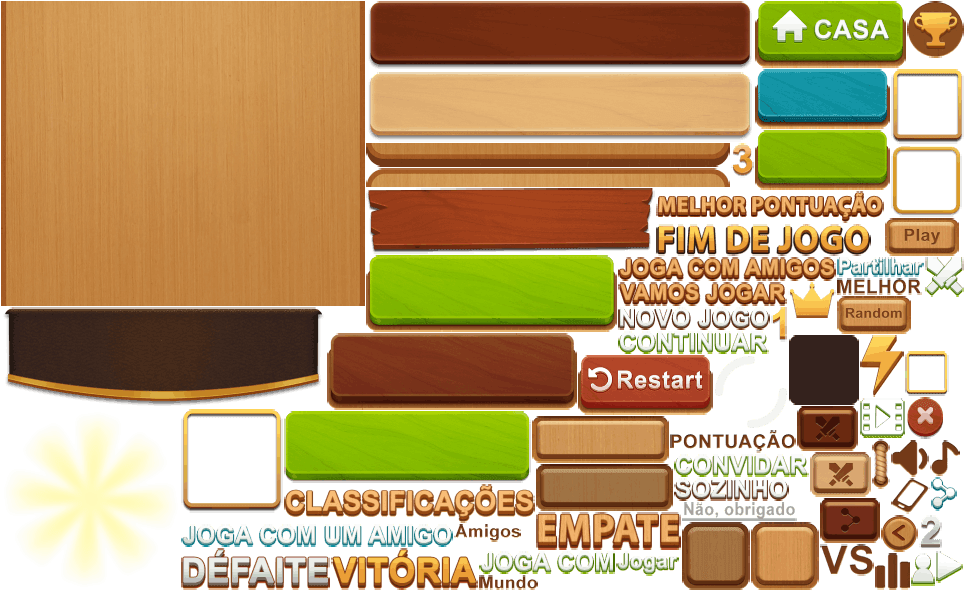 CASA
3
MELHOR PONTUAÇÃO
FIM DE JOGO
Play
JOGA COM AMIGOS
Partilhar
VAMOS JOGAR
MELHOR
NOVO JOGO
1
Random
CONTINUAR
Restart
PONTUAÇÃO
CONVIDAR
SOZINHO
CLASSIFICAÇÕES
Não, obrigado
JOGA COM UM AMIGO
Amigos
EMPATE
2
DÉFAITE
VITÓRIA
JOGA COM
Jogar
VS
Mundo